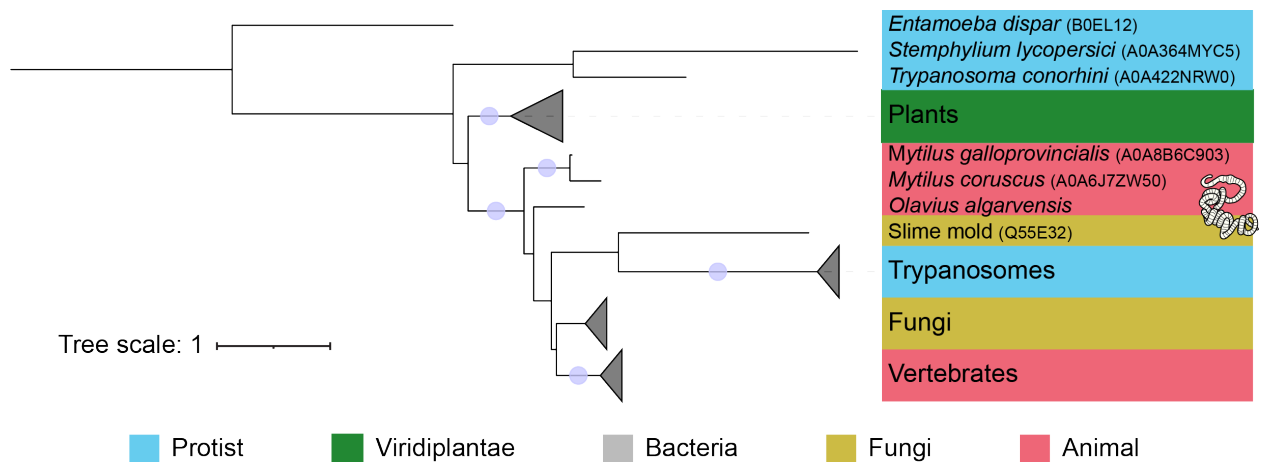 Entamoeba dispar (B0EL12)
Stemphylium lycopersici (A0A364MYC5)
Trypanosoma conorhini (A0A422NRW0)
Plants
Mytilus galloprovincialis (A0A8B6C903)
Mytilus coruscus (A0A6J7ZW50)
Olavius algarvensis
Slime mold (Q55E32)
Trypanosomes
Fungi
Vertebrates
Tree scale: 1
Protist Viridiplantae Bacteria Fungi Animal